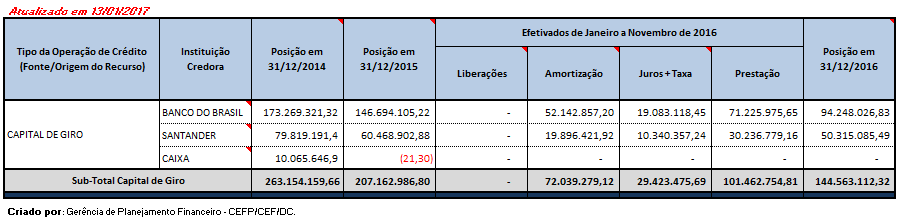 Atualizado em 13/01/2017
Tipo da Operação de Crédito (Fonte/Origem do Recurso) Instituição Credora Posição em 31/12/2014 Posição em 31/12/2015 Efetivados de Janeiro a Novembro de 2016 Posição em 31/12/2016
Liberações Amortização Juros + Taxa Prestação
BANCO DO BRASIL 173.269.321,32 146.694.105,22 - 52.142.857,20 19.083.118,45 71.225.975,65 94.248.026,83
CAPITAL DE GIRO SANTANDER 79.819.191,4 60.468.902,88 - 19.896.421,92 10.340.357,24 30.236.779,16 50.315.085,49
CAIXA 10.065.646,9 (21,30) - - - - -
Sub-Total Capital de Giro 263.154.159,66 207.162.986,80 - 72.039.279,12 29.423.475,69 101.462.754,81 144.563.112,32
Criado por: Gerência de Planejamento Financeiro - CEFP/CEF/DC.